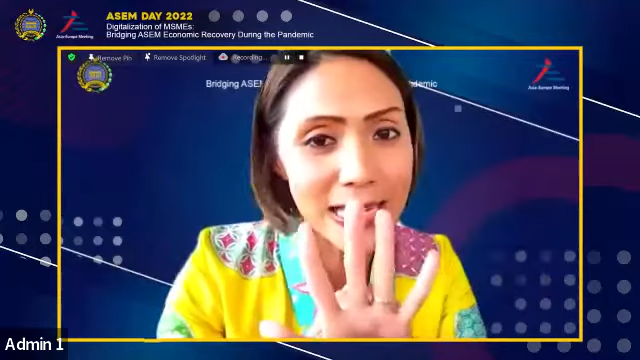 ASEM DAY 2022
Digitalization of MSMEs:
Bridging ASEM Economic Recovery During the Pandemic
Asia-Europe Meeting
Remove Pin
Remove Spotlight
Recording...
Bridging ASEM
demic
Asia-Europe Meeting
Admin 1